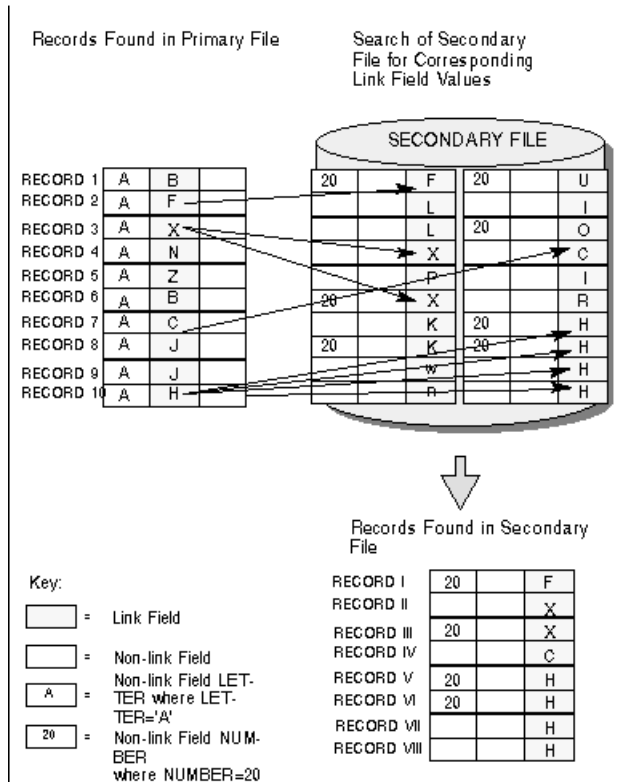 Records Found in Primary File
Search of Secondary
File for Corresponding
Link Field Values
SECONDARY FILE
RECORD 1 A B
RECORD 2 A F
RECORD 3 A X
RECORD 4 A N
RECORD 5 A Z
RECORD 6 A B
RECORD 7 A C
RECORD 8 A J
RECORD 9 A J
RECORD 10 A H
20 F 20 U
L I
L 20 O
X C
P I
20 X R
K 20 H
20 K 20 H
W H
n H
Records Found in Secondary
File
RECORD I 20 F
RECORD II X
RECORD III 20 X
RECORD IV C
RECORD V 20 H
RECORD VI 20 H
RECORD VII H
RECORD VIII H
Key:
= Link Field
= Non-link Field
A = Non-link Field LET-
TER where LET-
TER='A'
20 = Non-link Field NUM-
BER
where NUMBER=20